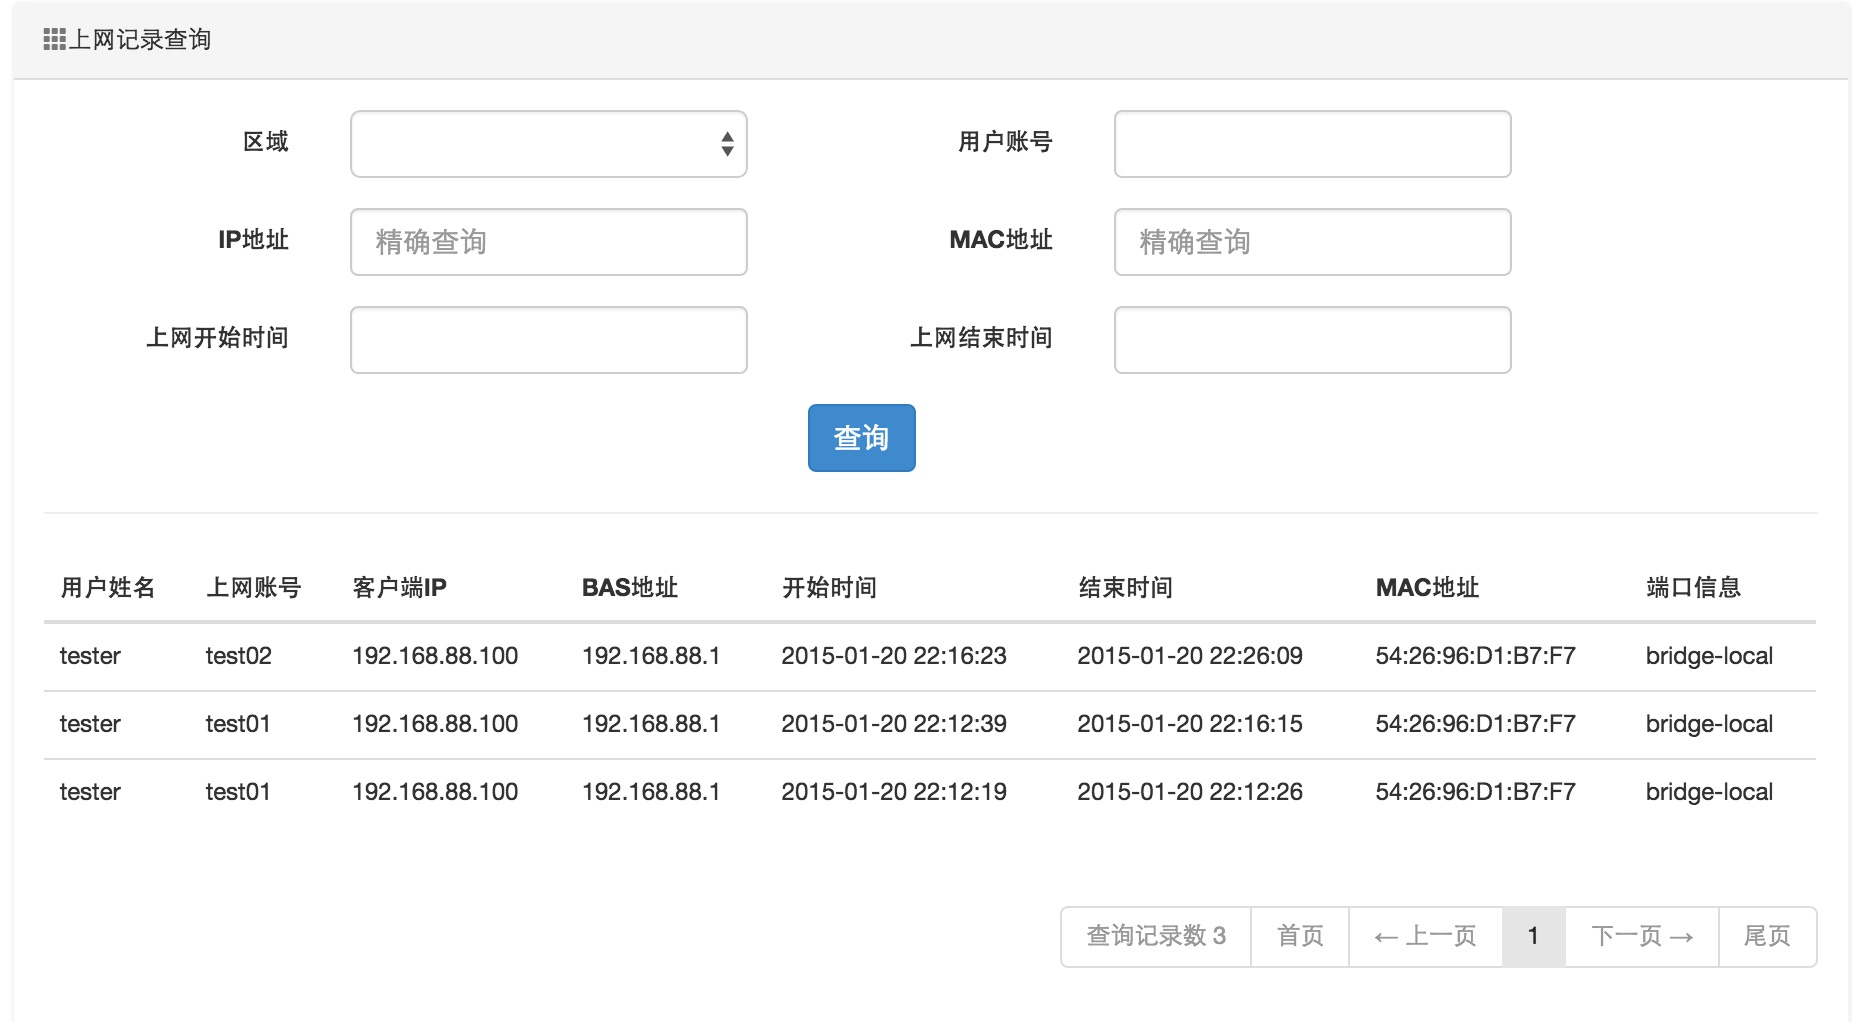 上网记录查询
区域 用户账号
IP地址 精确查询 MAC地址 精确查询
上网开始时间 上网结束时间
查询
用户姓名 上网账号 客户端IP BAS地址 开始时间 结束时间 MAC地址 端口信息
tester test02 192.168.88.100 192.168.88.1 2015-01-20 22:16:23 2015-01-20 22:26:09 54:26:96:D1:B7:F7 bridge-local
tester test01 192.168.88.100 192.168.88.1 2015-01-20 22:12:39 2015-01-20 22:16:15 54:26:96:D1:B7:F7 bridge-local
tester test01 192.168.88.100 192.168.88.1 2015-01-20 22:12:19 2015-01-20 22:12:26 54:26:96:D1:B7:F7 bridge-local
查询记录数 3 首页 ← 上一页 1 下一页 → 尾页